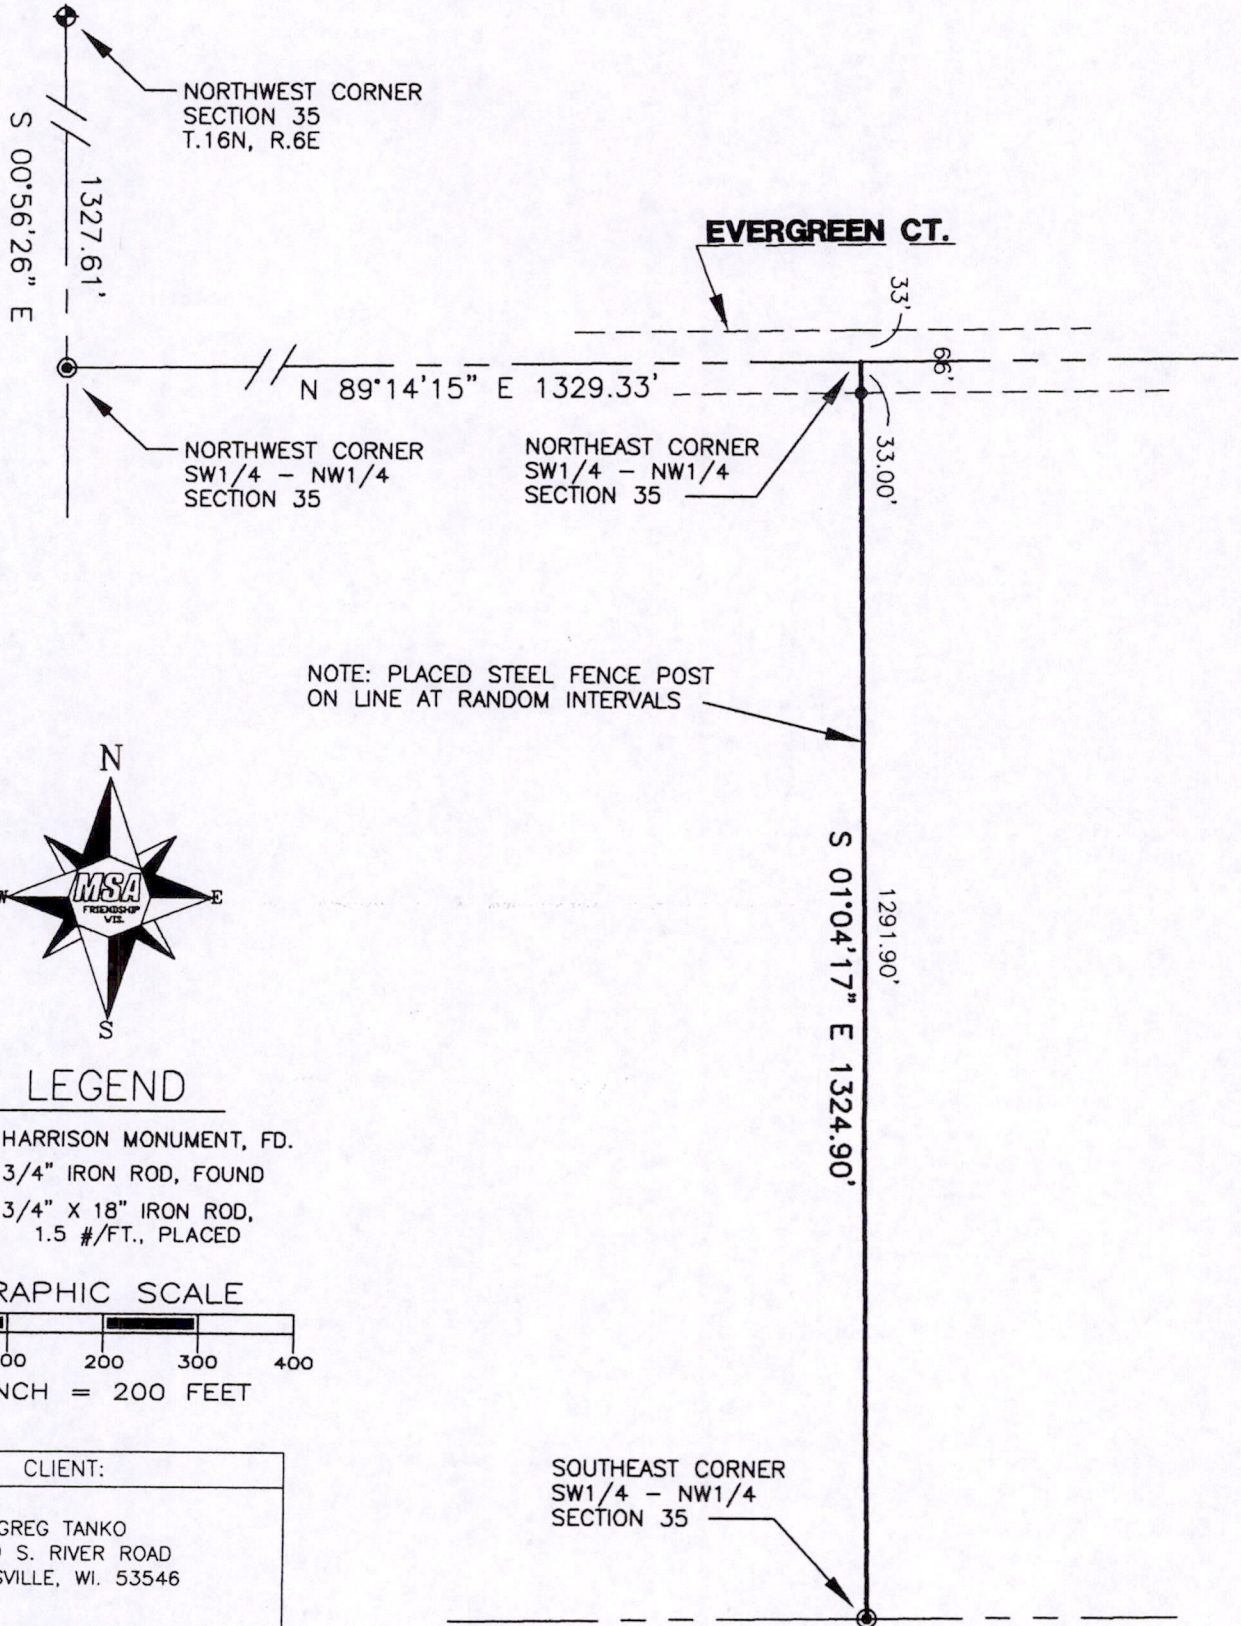 NORTHWEST CORNER
SECTION 35
T.16N, R.6E
S 00°56'26" E
1327.61'
EVERGREEN CT.
33'
66'
N 89°14'15" E 1329.33'
33.00'
NORTHWEST CORNER
SW1/4 - NW1/4
SECTION 35
NORTHEAST CORNER
SW1/4 - NW1/4
SECTION 35
NOTE: PLACED STEEL FENCE POST
ON LINE AT RANDOM INTERVALS
N
MSA
FRIENDSHIP
WIS.
E
S
S 01°04'17" E 1324.90'
1291.90'
LEGEND
HARRISON MONUMENT, FD.
3/4" IRON ROD, FOUND
3/4" X 18" IRON ROD,
1.5 #/FT., PLACED
RAPHIC SCALE
00 200 300 400
NCH = 200 FEET
CLIENT:
GREG TANKO
S. RIVER ROAD
SVILLE, WI. 53546
SOUTHEAST CORNER
SW1/4 - NW1/4
SECTION 35